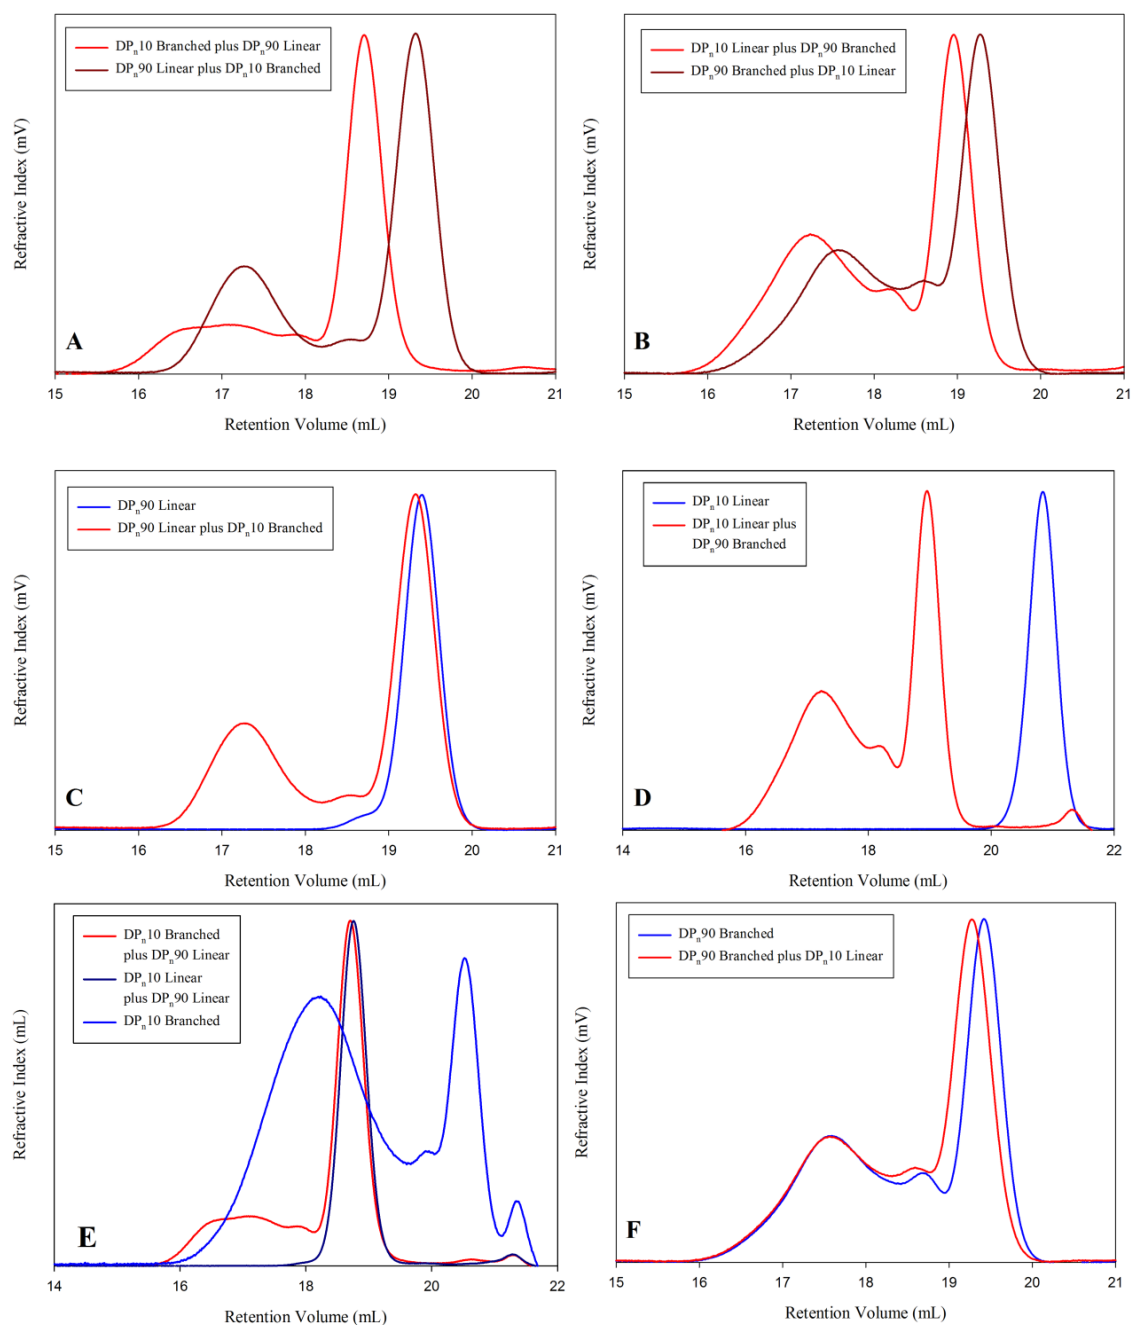 DPn10 Branched plus DPn90 Linear
DPn90 Linear plus DPn10 Branched
Refractive Index (mV)
A
15 16 17 18 19 20 21
Retention Volume (mL)
DPn10 Linear plus DPn90 Branched
DPn90 Branched plus DPn10 Linear
Refractive Index (mV)
B
15 16 17 18 19 20 21
Retention Volume (mL)
DPn90 Linear
DPn90 Linear plus DPn10 Branched
Refractive Index (mV)
C
15 16 17 18 19 20 21
Retention Volume (mL)
DPn10 Linear
DPn10 Linear plus
DPn90 Branched
Refractive Index (mV)
D
14 16 18 20 22
Retention Volume (mL)
DPn10 Branched
plus DPn90 Linear
DPn10 Linear
plus DPn90 Linear
DPn10 Branched
Refractive Index (mL)
E
14 16 18 20 22
Retention Volume (mL)
DPn90 Branched
DPn90 Branched plus DPn10 Linear
Refractive Index (mV)
F
15 16 17 18 19 20 21
Retention Volume (mL)